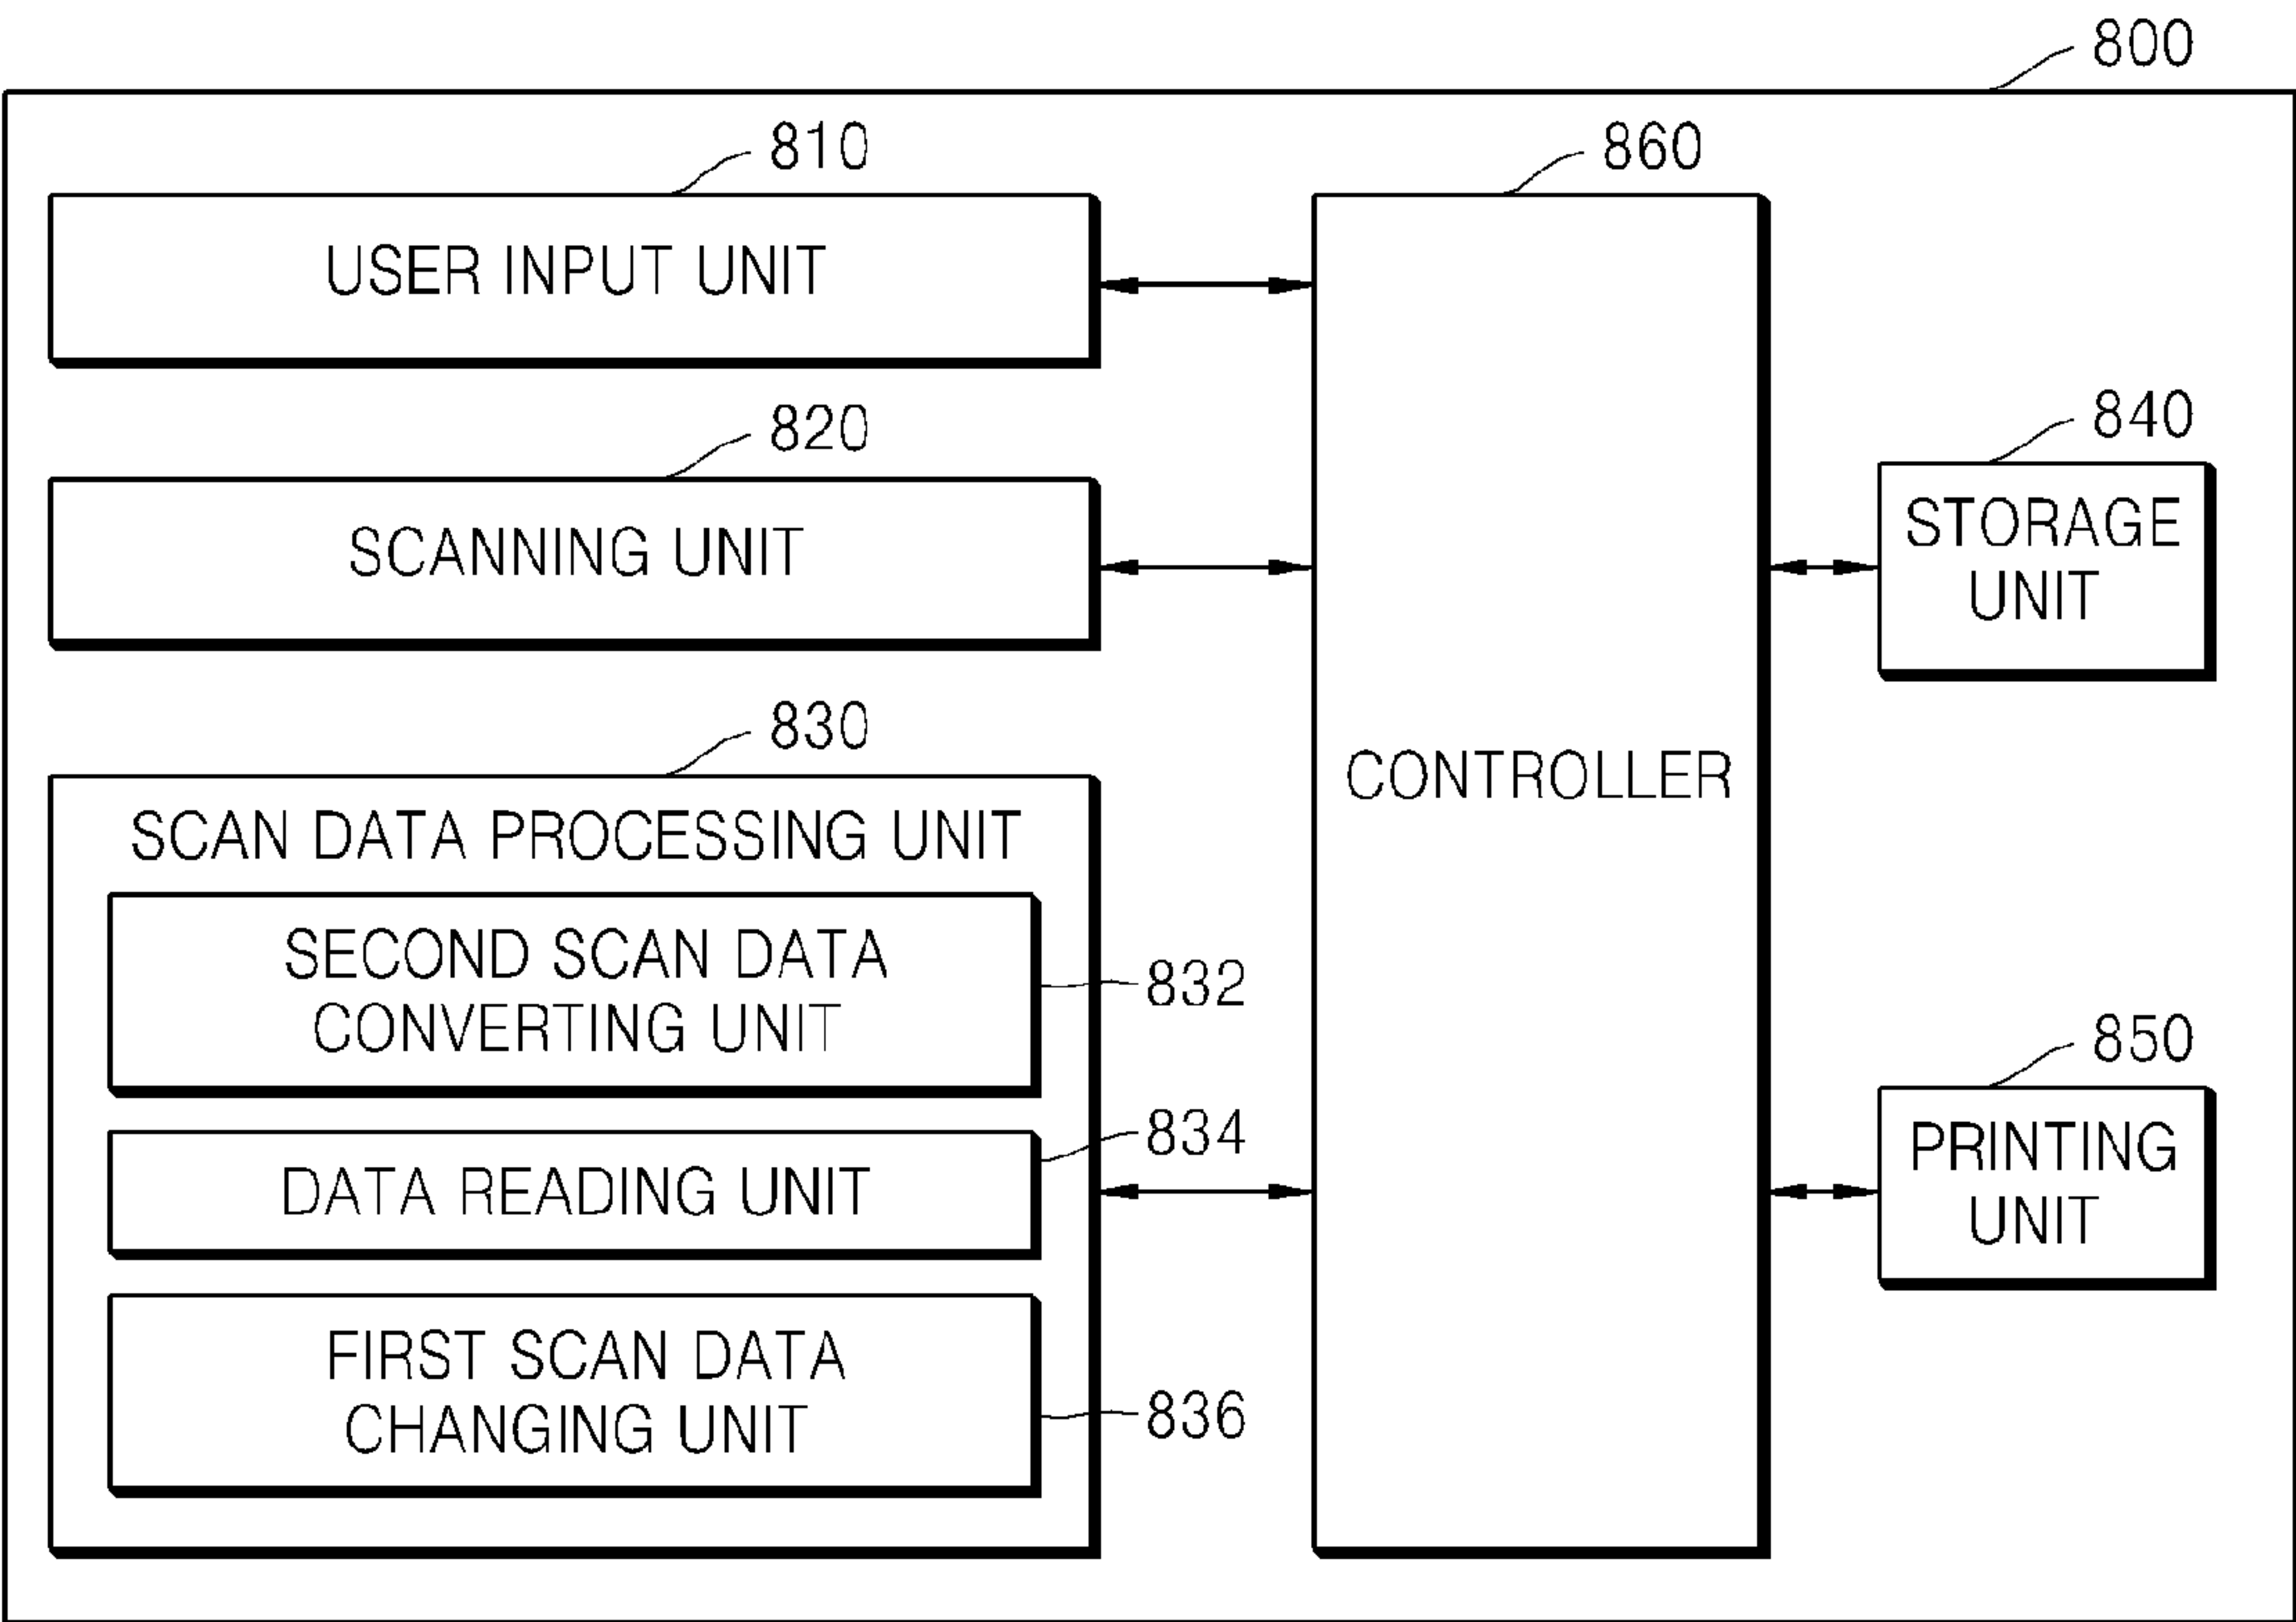 800
810
USER INPUT UNIT
820
SCANNING UNIT
830
SCAN DATA PROCESSING UNIT
SECOND SCAN DATA
CONVERTING UNIT
832
DATA READING UNIT
834
FIRST SCAN DATA
CHANGING UNIT
836
860
CONTROLLER
840
STORAGE
UNIT
850
PRINTING
UNIT